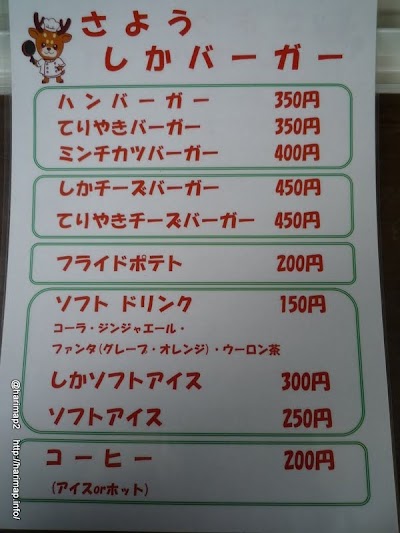 さよう
しかバーガー
ハンバーガー 350円
てりやきバーガー 350円
ミンチカツバーガー 400円
しかチーズバーガー 450円
てりやきチーズバーガー 450円
フライドポテト 200円
ソフト ドリンク 150円
コーラ・ジンジャエール・
ファンタ(グレープ・オレンジ)・ウーロン茶
しかソフトアイス 300円
ソフトアイス 250円
コーヒー 200円
(アイスorホット)
@harimap2 http://harimap.info/